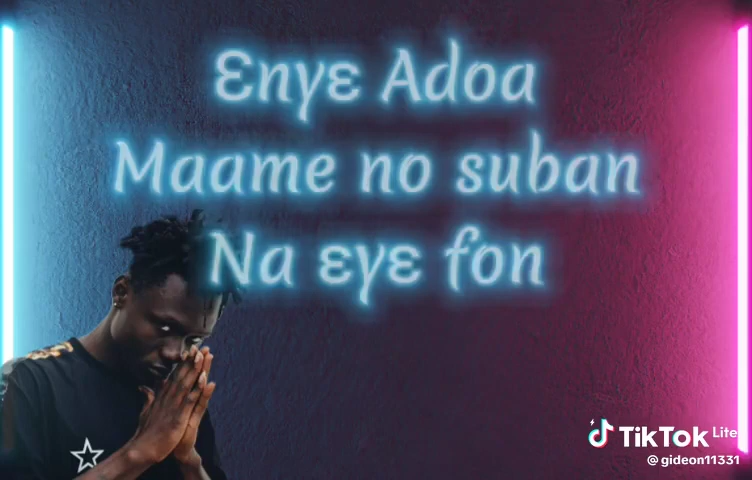 Ɛnyɛ Adoa
Maame no suban
Na ɛyɛ fon
TikTok Lite
@gideon11331